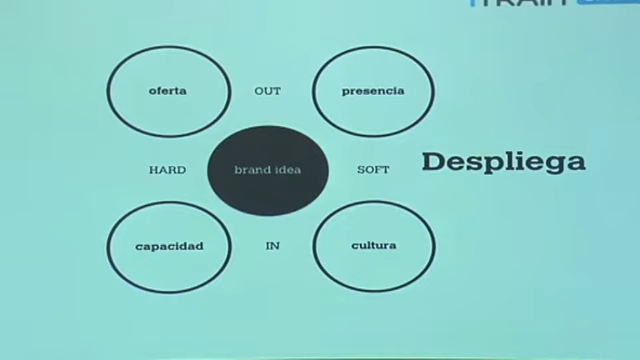 oferta OUT presencia
HARD brand idea SOFT Despliega
capacidad IN cultura